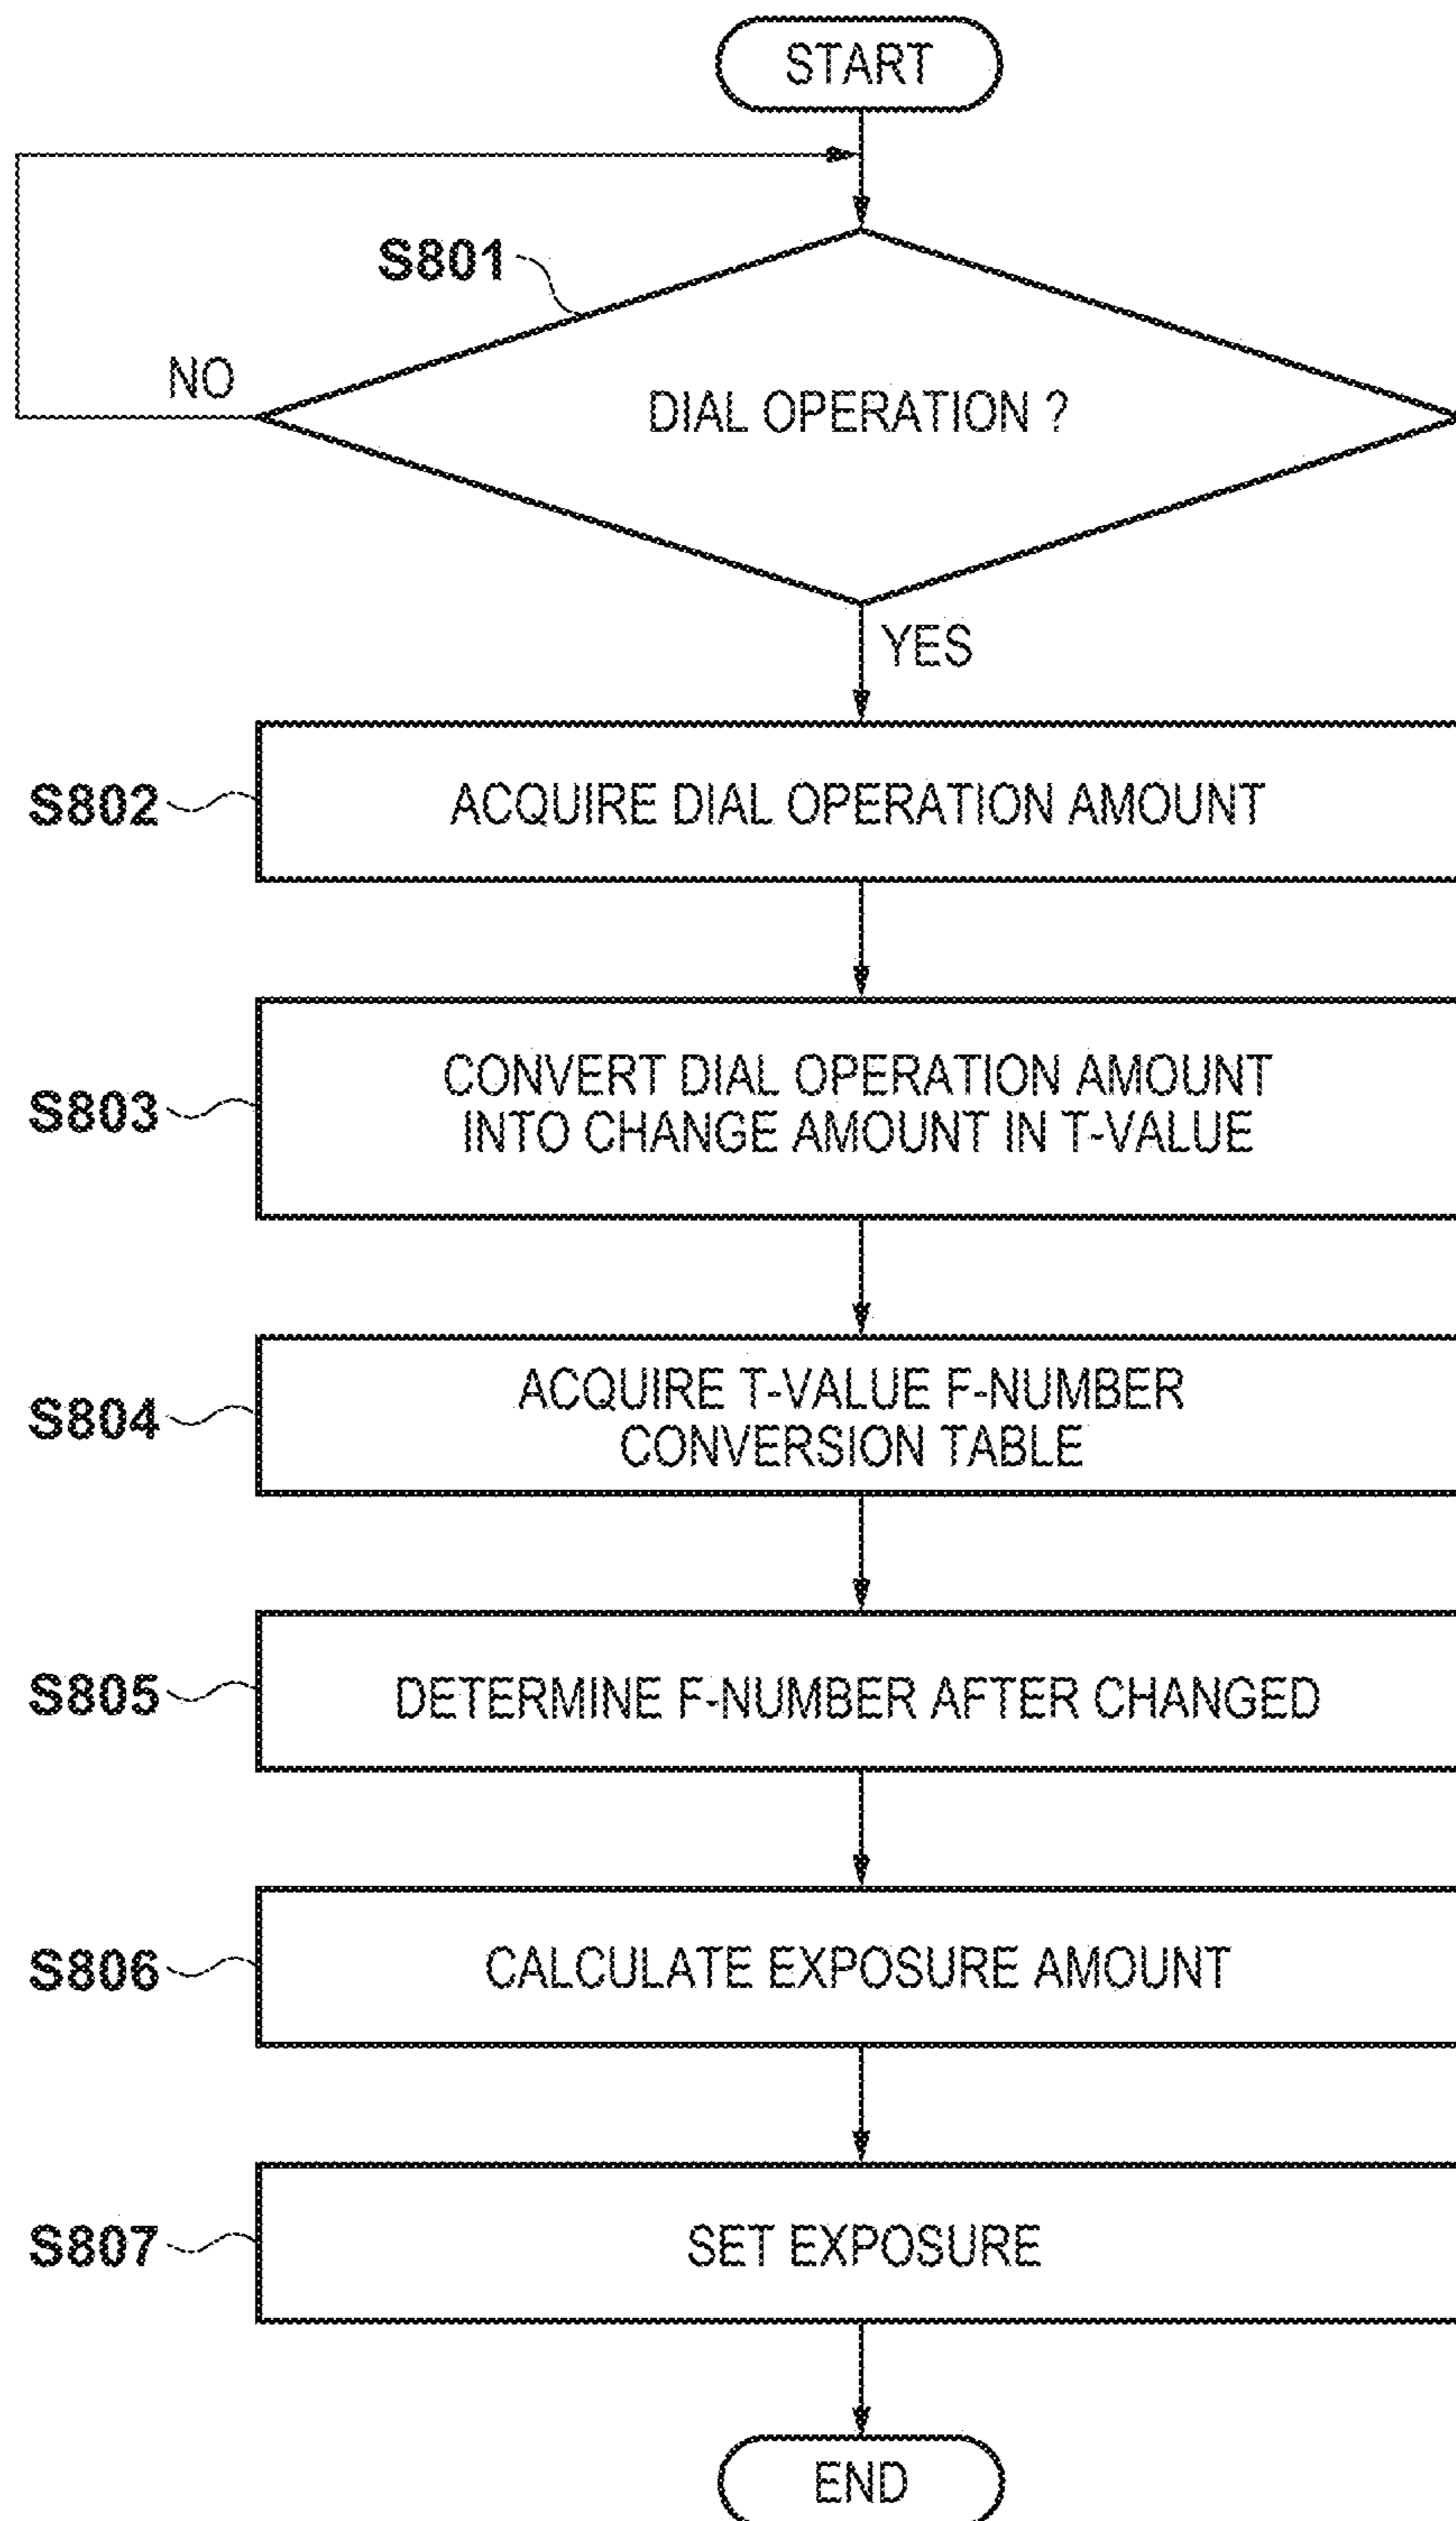 START
S801
NO
DIAL OPERATION ?
YES
S802
ACQUIRE DIAL OPERATION AMOUNT
S803
CONVERT DIAL OPERATION AMOUNT
INTO CHANGE AMOUNT IN T-VALUE
S804
ACQUIRE T-VALUE F-NUMBER
CONVERSION TABLE
S805
DETERMINE F-NUMBER AFTER CHANGED
S806
CALCULATE EXPOSURE AMOUNT
S807
SET EXPOSURE
END